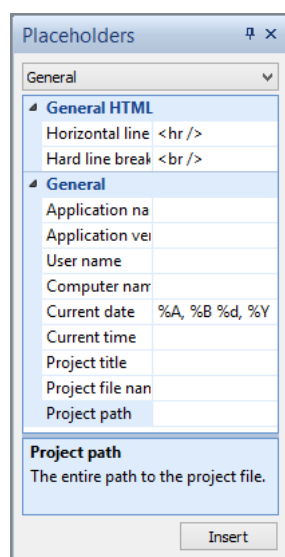 Placeholders
General
General HTML
Horizontal line <hr />
Hard line break <br />
General
Application na
Application ver
User name
Computer nam
Current date %A, %B %d, %Y
Current time
Project title
Project file nan
Project path
Project path
The entire path to the project file.
Insert